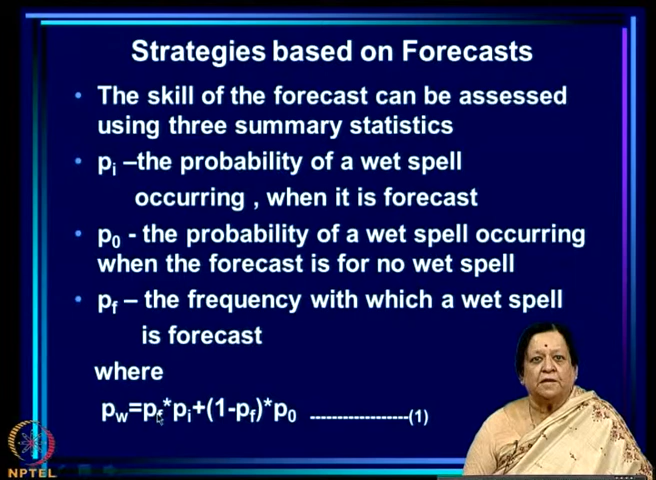 Strategies based on Forecasts
• The skill of the forecast can be assessed
using three summary statistics
• pi –the probability of a wet spell
occurring , when it is forecast
• p0 - the probability of a wet spell occurring
when the forecast is for no wet spell
• pf – the frequency with which a wet spell
is forecast
where
pw=pf*pi+(1-pf)*p0 ------------------(1)
NPTEL